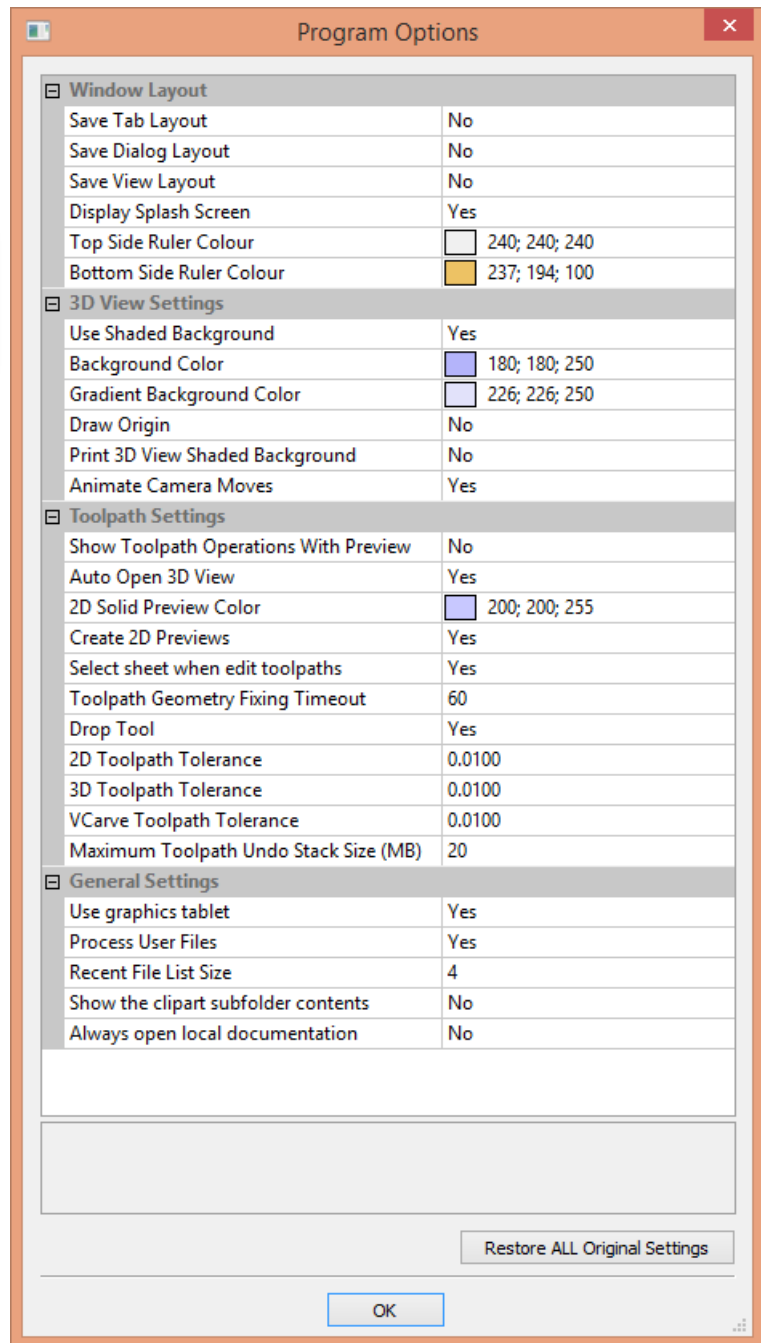 Program Options
Window Layout
Save Tab Layout No
Save Dialog Layout No
Save View Layout No
Display Splash Screen Yes
Top Side Ruler Colour 240; 240; 240
Bottom Side Ruler Colour 237; 194; 100
3D View Settings
Use Shaded Background Yes
Background Color 180; 180; 250
Gradient Background Color 226; 226; 250
Draw Origin No
Print 3D View Shaded Background No
Animate Camera Moves Yes
Toolpath Settings
Show Toolpath Operations With Preview No
Auto Open 3D View Yes
2D Solid Preview Color 200; 200; 255
Create 2D Previews Yes
Select sheet when edit toolpaths Yes
Toolpath Geometry Fixing Timeout 60
Drop Tool Yes
2D Toolpath Tolerance 0.0100
3D Toolpath Tolerance 0.0100
VCarve Toolpath Tolerance 0.0100
Maximum Toolpath Undo Stack Size (MB) 20
General Settings
Use graphics tablet Yes
Process User Files Yes
Recent File List Size 4
Show the clipart subfolder contents No
Always open local documentation No
Restore ALL Original Settings
OK